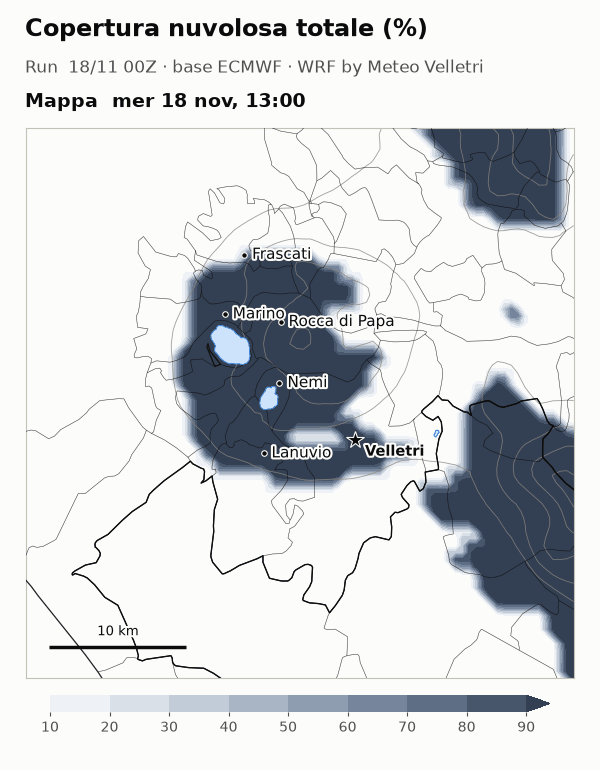 Copertura nuvolosa totale (%)
Run  18/11 00Z · base ECMWF · WRF by Meteo Velletri
Mappa  mer 18 nov, 13:00
Frascati
Marino
Rocca di Papa
Nemi
Velletri
Lanuvio
10 km
10 20 30 40 50 60 70 80 90